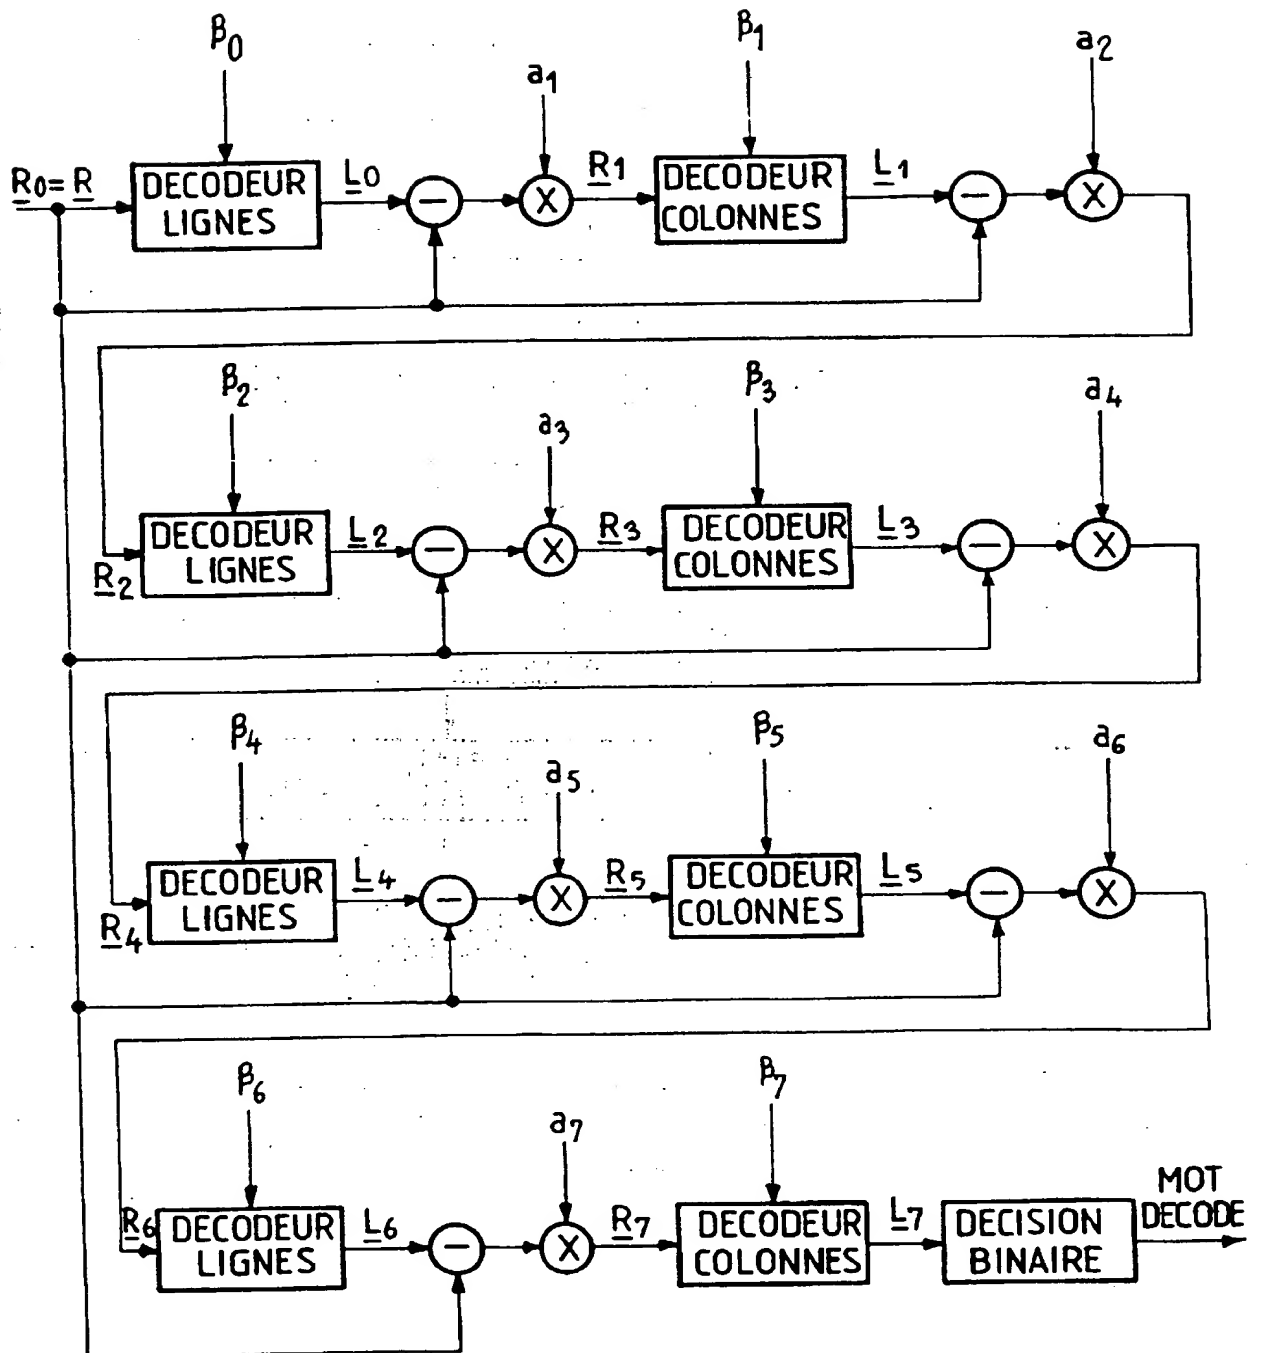 β0
β1
a1
a2
R0=R
DECODEUR
LIGNES
L0
−
X
R1
DECODEUR
COLONNES
L1
−
X
β2
β3
a3
a4
R2
DECODEUR
LIGNES
L2
−
X
R3
DECODEUR
COLONNES
L3
−
X
β4
β5
a5
a6
R4
DECODEUR
LIGNES
L4
−
X
R5
DECODEUR
COLONNES
L5
−
X
β6
β7
a7
R6
DECODEUR
LIGNES
L6
−
X
R7
DECODEUR
COLONNES
L7
DECISION
BINAIRE
MOT
DECODE